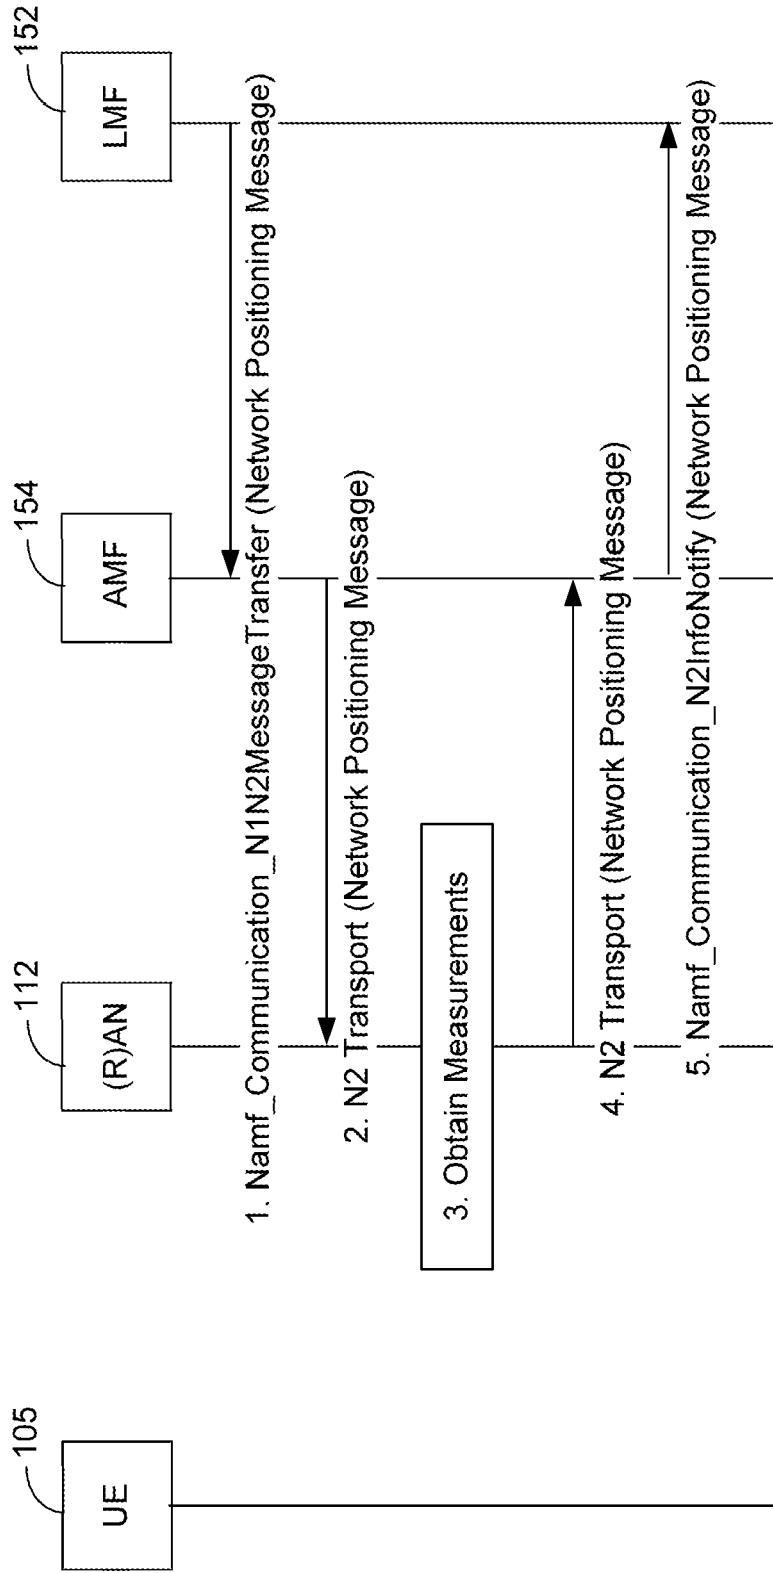 105
112
154
152
UE
(R)AN
AMF
LMF
1. Namf_Communication_N1N2MessageTransfer (Network Positioning Message)
2. N2 Transport (Network Positioning Message)
3. Obtain Measurements
4. N2 Transport (Network Positioning Message)
5. Namf_Communication_N2InfoNotify (Network Positioning Message)